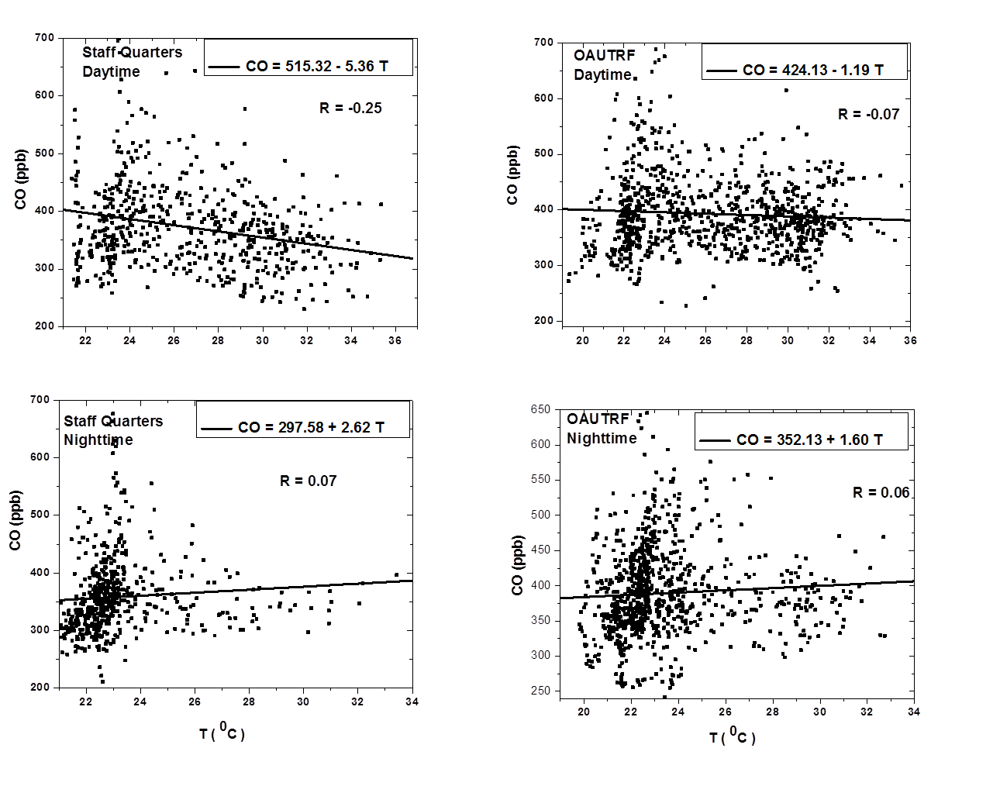 700
600
500
400
300
200
CO (ppb)
Staff Quarters
Daytime
CO = 515.32 - 5.36 T
R = -0.25
22 24 26 28 30 32 34 36
700
600
500
400
300
200
CO (ppb)
OAUTRF
Daytime
CO = 424.13 - 1.19 T
R = -0.07
20 22 24 26 28 30 32 34 36
700
600
500
400
300
200
CO (ppb)
Staff Quarters
Nighttime
CO = 297.58 + 2.62 T
R = 0.07
22 24 26 28 30 32 34
T ( 0C )
650
600
550
500
450
400
350
300
250
CO (ppb)
OAUTRF
Nighttime
CO = 352.13 + 1.60 T
R = 0.06
20 22 24 26 28 30 32 34
T ( 0C )